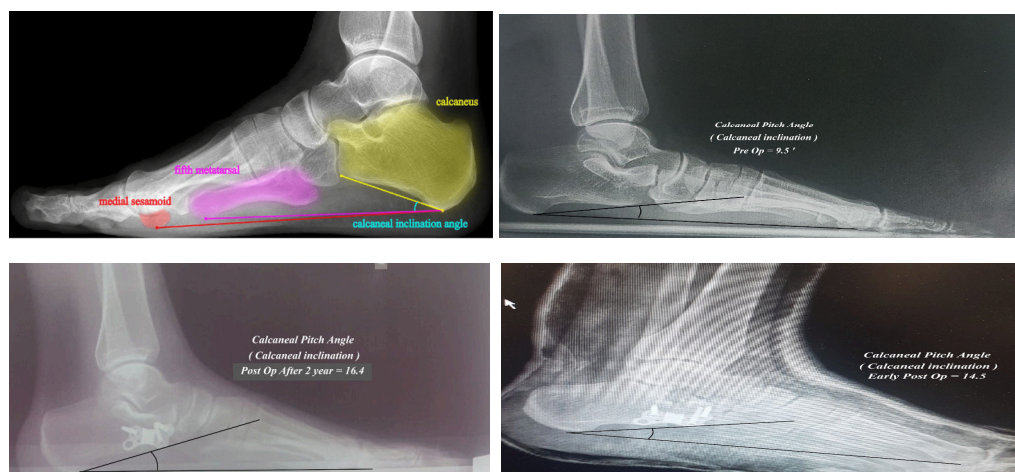 calcaneus
fifth metatarsal
medial sesamoid
calcaneal inclination angle
Calcaneal Pitch Angle
( Calcaneal inclination )
Pre Op = 9.5 '
Calcaneal Pitch Angle
( Calcaneal inclination )
Post Op After 2 year = 16.4
Calcaneal Pitch Angle
( Calcaneal inclination )
Early Post Op = 14.5